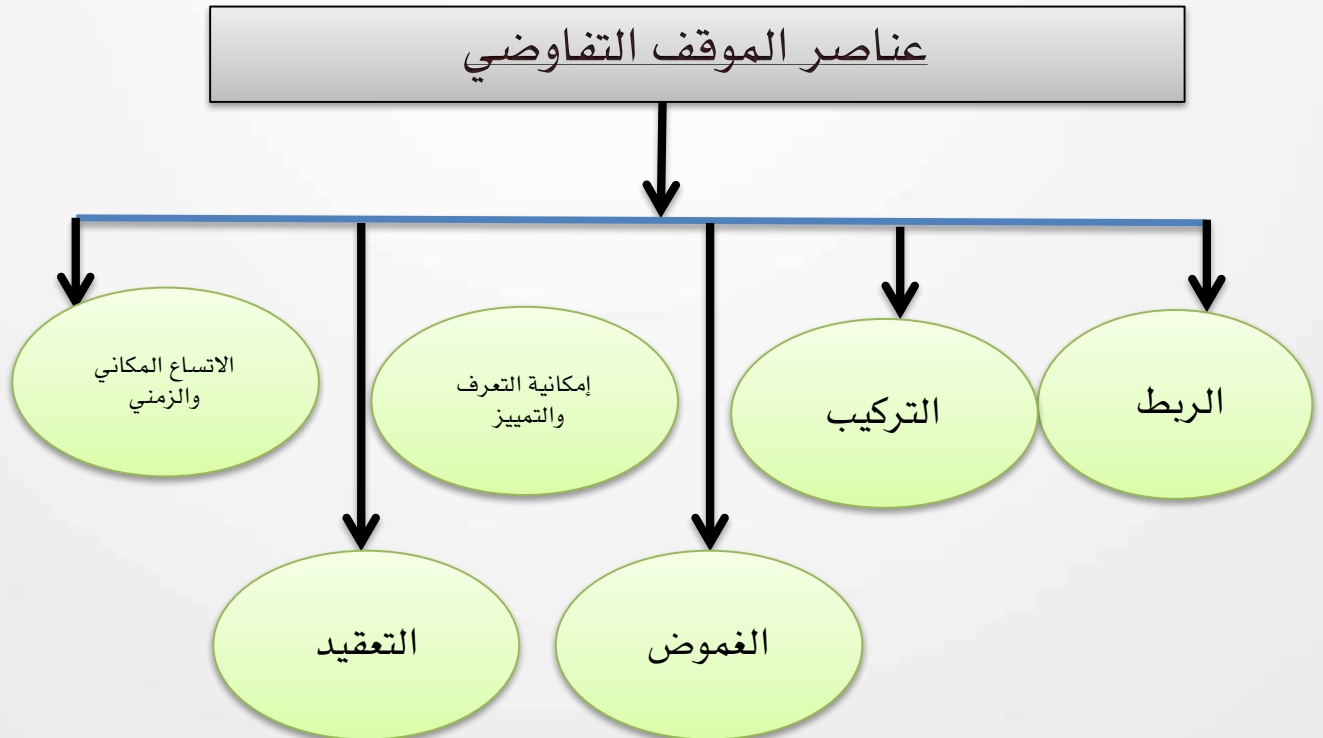 عناصر الموقف التفاوضي
الربط
التركيب
إمكانية التعرف
والتمييز
الاتساع المكاني
والزمني
الغموض
التعقيد